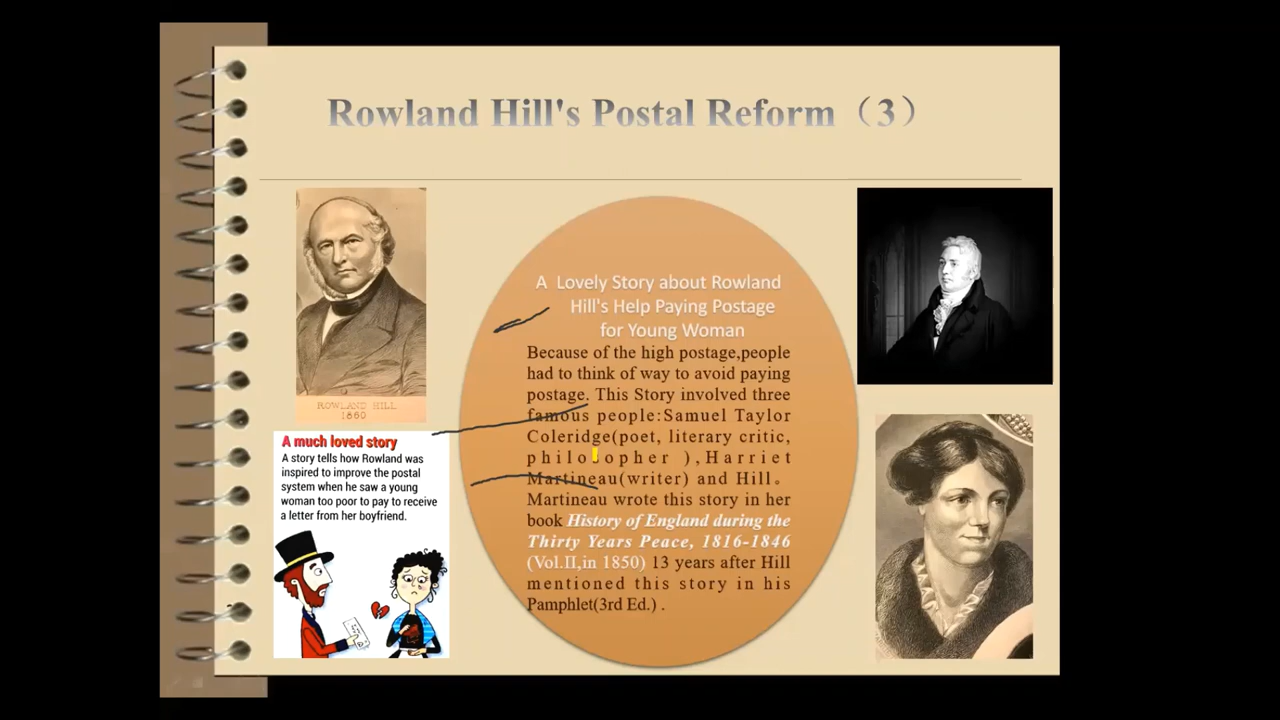 Rowland Hill's Postal Reform（3）
ROWLAND HILL
1860
A much loved story
A story tells how Rowland was
inspired to improve the postal
system when he saw a young
woman too poor to pay to receive
a letter from her boyfriend.
A Lovely Story about Rowland
Hill's Help Paying Postage
for Young Woman
Because of the high postage,people
had to think of way to avoid paying
postage. This Story involved three
famous people:Samuel Taylor
Coleridge(poet, literary critic,
philosopher ),Harriet
Martineau(writer) and Hill。
Martineau wrote this story in her
book History of England during the
Thirty Years Peace, 1816-1846
(Vol.II,in 1850) 13 years after Hill
mentioned this story in his
Pamphlet(3rd Ed.) .